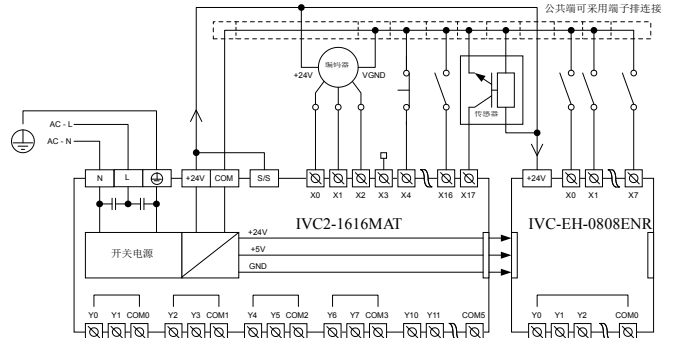 公共端可采用端子排连接
编码器
+24V
VGND
传感器
AC - L
AC - N
N L +24V COM S/S X0 X1 X2 X3 X4 X16 X17
+24V X0 X1 X7
IVC2-1616MAT
IVC-EH-0808ENR
开关电源
+24V
+5V
GND
Y0 Y1 COM0 Y2 Y3 COM1 Y4 Y5 COM2 Y6 Y7 COM3 Y10 Y11 COM5
Y0 Y1 Y2 COM0